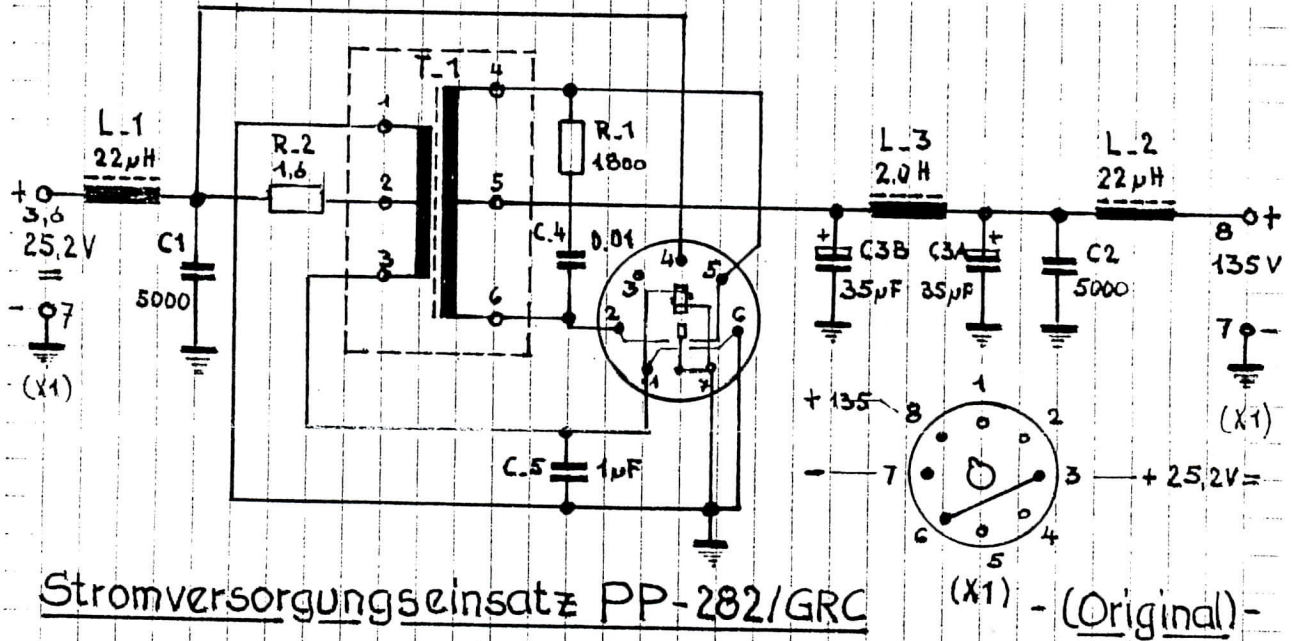 T_1
4
1
L_1
22µH
R_2
1,6
R_1
1800
L_3
2,0H
L_2
22µH
2
5
+
3,6
25,2V
=
- 7
(X1)
C1
5000
3
C_4
0.01
6
4
3
5
2
6
1
7
+
C3B
35µF
C3A
+
35µF
C2
5000
+
8
135V
7 -
(X1)
C_5
1µF
1
+135
8
2
-
7
3
+ 25,2V=
6
4
5
(X1)
Stromversorgungseinsatz PP-282/GRC
- (Original) -